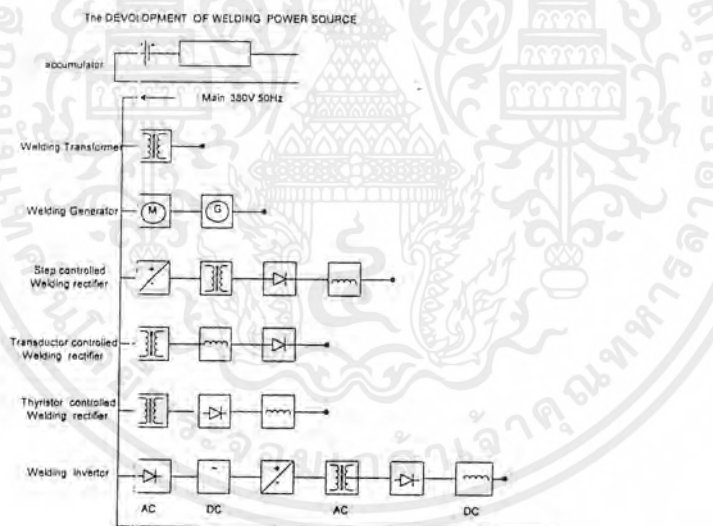 The DEVOLOPMENT OF WELDING POWER SOURCE
accumulator
Main 380V 50Hz
Welding Transformer
Welding Generator
M
G
Step controlled
Welding rectifier
Transductor controlled
Welding rectifier
Thyristor controlled
Welding rectifier
Welding Invertor
AC
DC
AC
DC